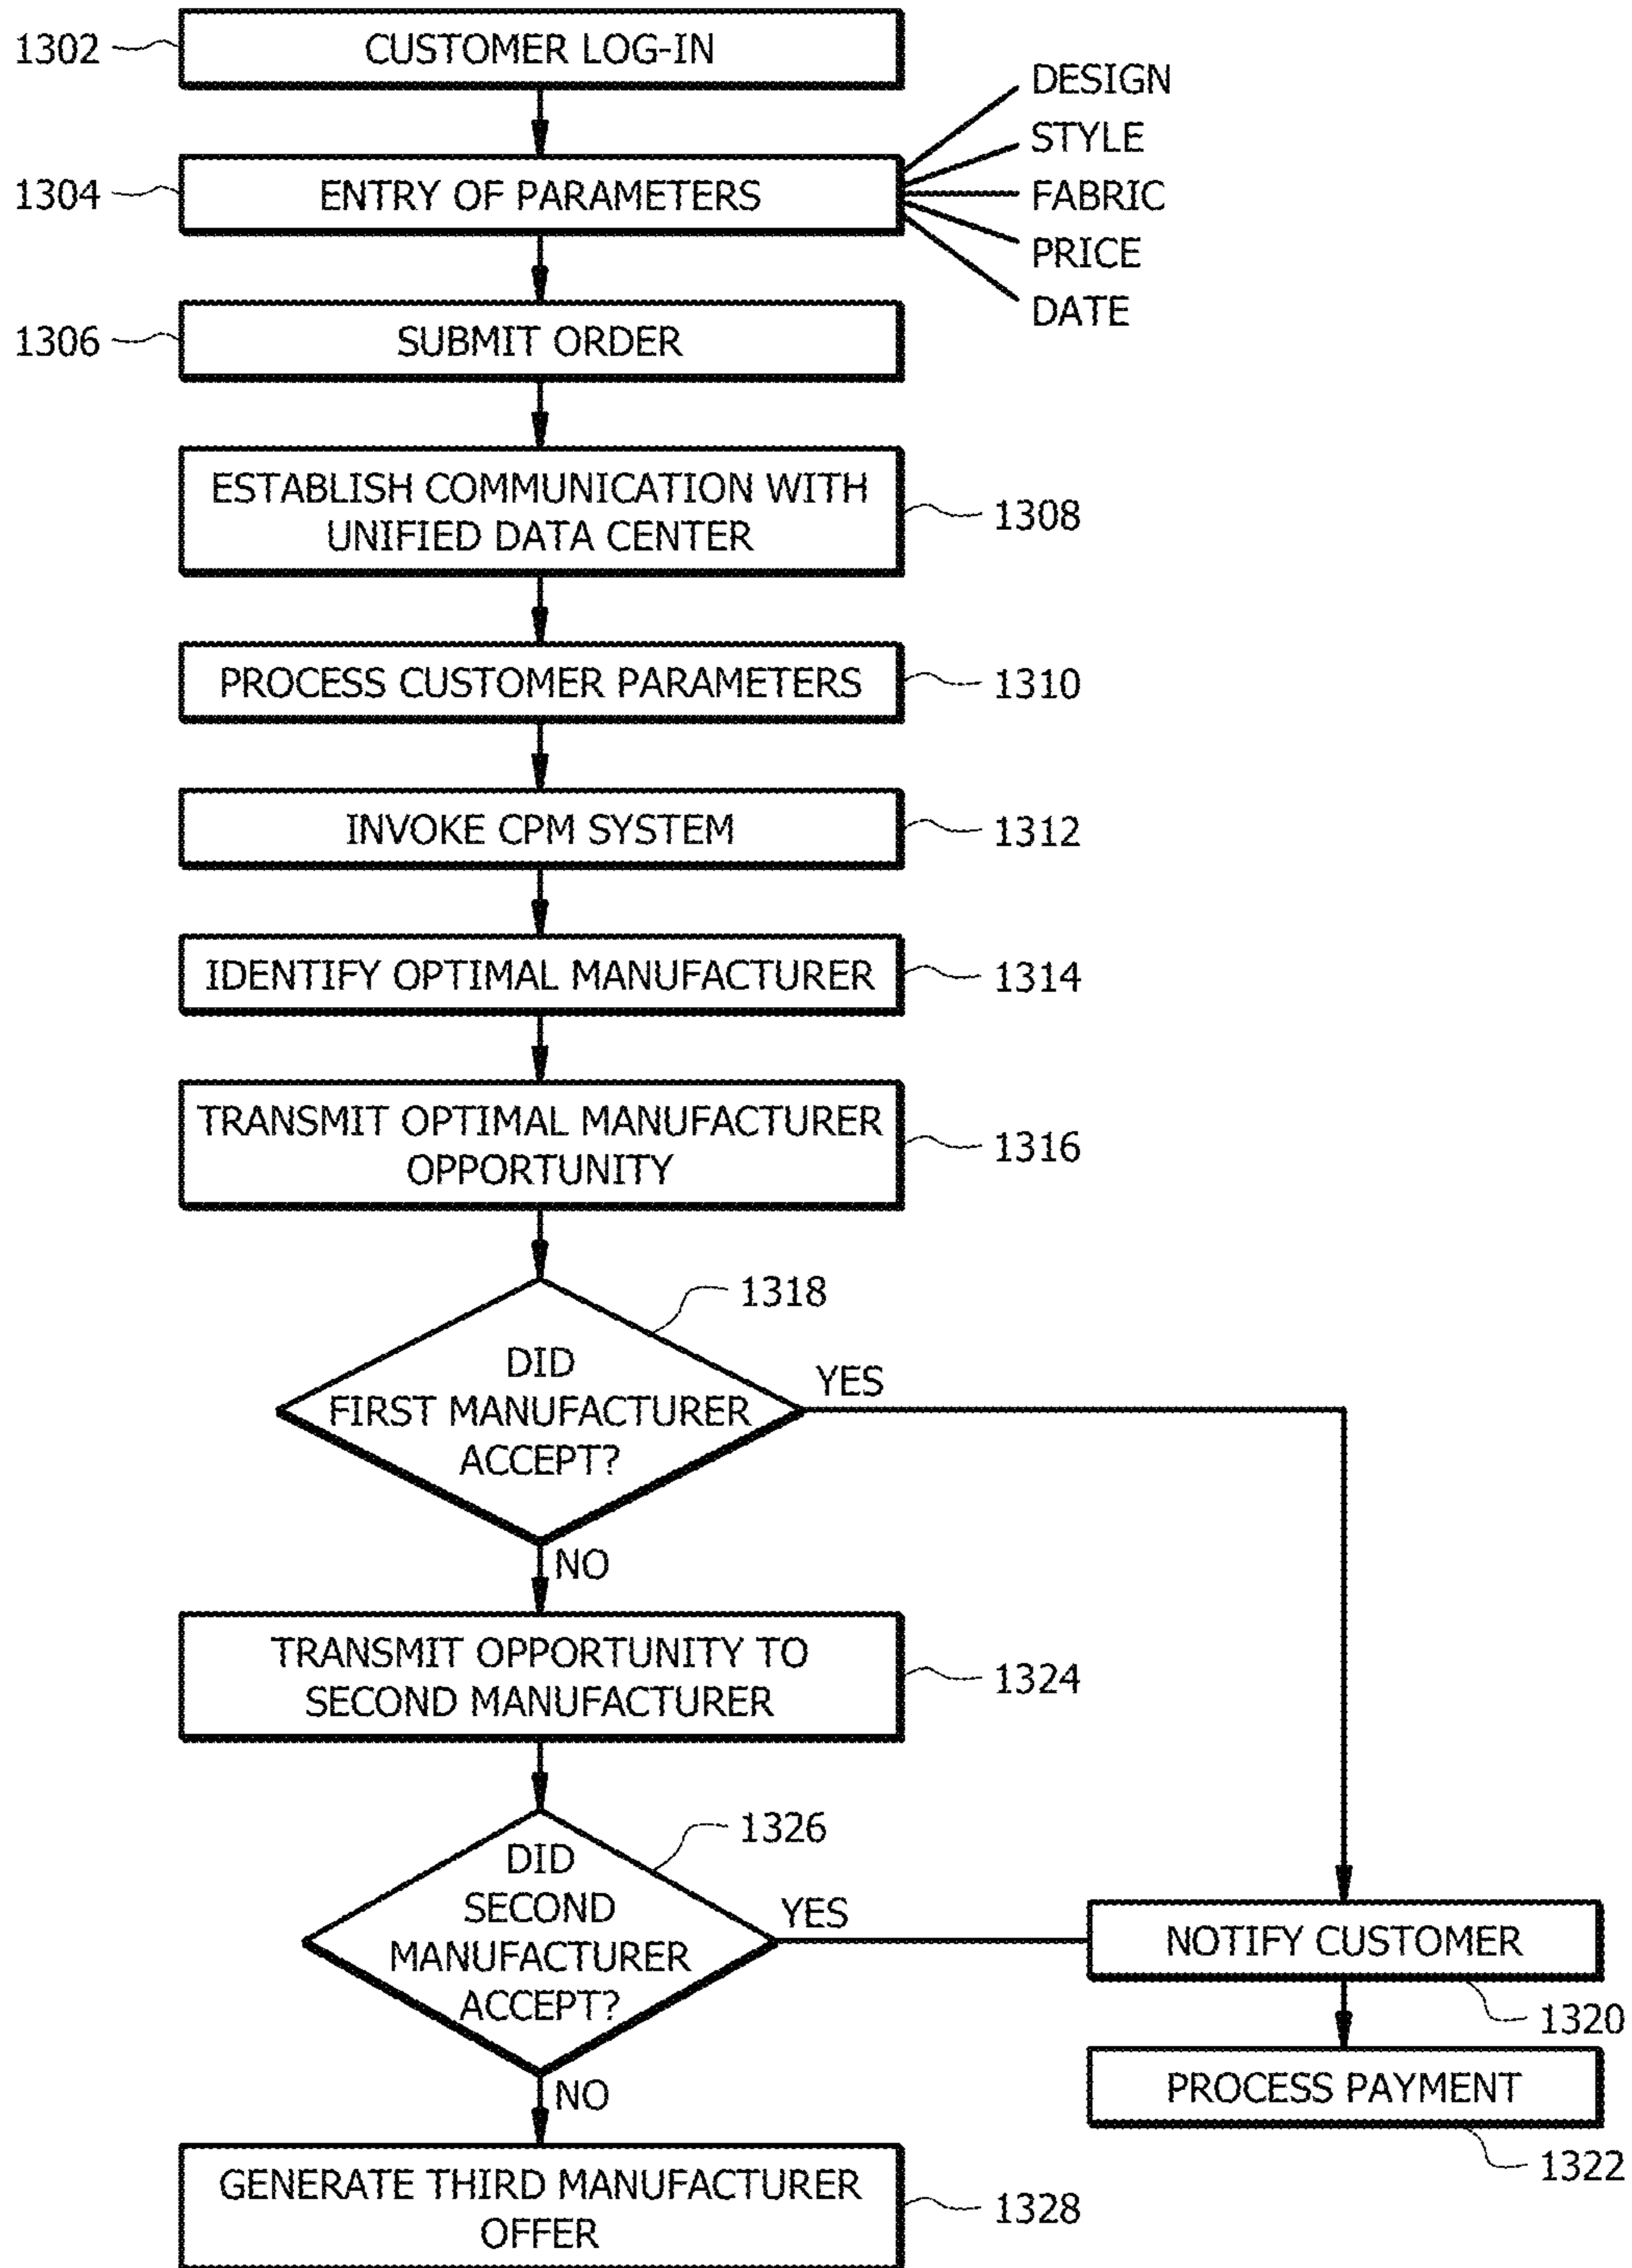 1302
CUSTOMER LOG-IN
DESIGN
STYLE
1304
ENTRY OF PARAMETERS
FABRIC
PRICE
DATE
1306
SUBMIT ORDER
ESTABLISH COMMUNICATION WITH
UNIFIED DATA CENTER
1308
PROCESS CUSTOMER PARAMETERS
1310
INVOKE CPM SYSTEM
1312
IDENTIFY OPTIMAL MANUFACTURER
1314
TRANSMIT OPTIMAL MANUFACTURER
OPPORTUNITY
1316
1318
DID
FIRST MANUFACTURER
ACCEPT?
YES
NO
TRANSMIT OPPORTUNITY TO
SECOND MANUFACTURER
1324
1326
DID
SECOND
MANUFACTURER
ACCEPT?
YES
NOTIFY CUSTOMER
1320
PROCESS PAYMENT
1322
NO
GENERATE THIRD MANUFACTURER
OFFER
1328